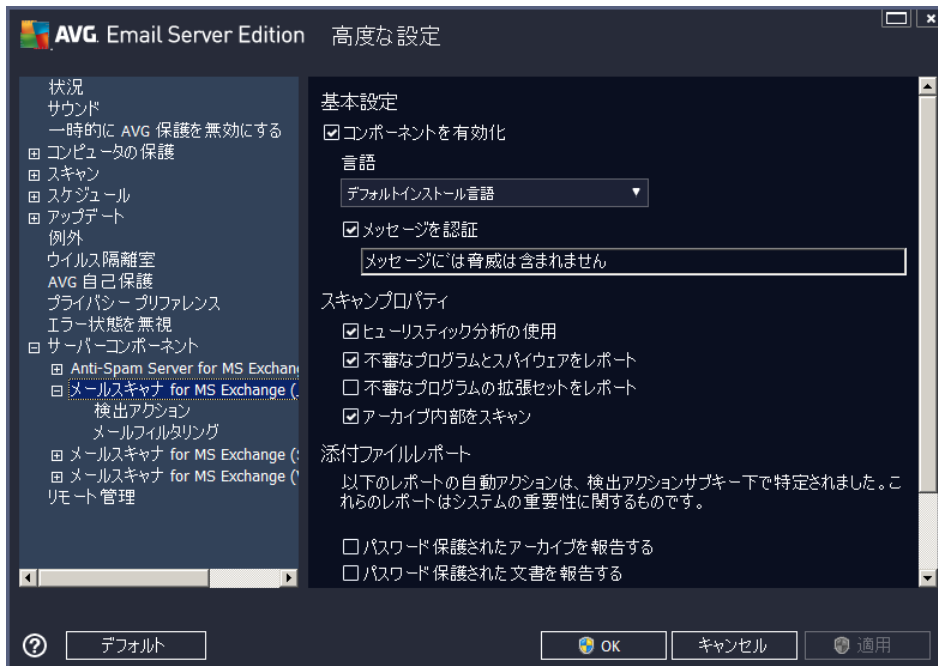 AVG. Email Server Edition 高度な設定
状況
サウンド
一時的に AVG 保護を無効にする
コンピュータの保護
スキャン
スケジュール
アップデート
例外
ウイルス隔離室
AVG 自己保護
プライバシー プリファレンス
エラー状態を無視
サーバーコンポーネント
Anti-Spam Server for MS Exchan
メールスキャナ for MS Exchange (
検出アクション
メールフィルタリング
メールスキャナ for MS Exchange (
メールスキャナ for MS Exchange (
リモート管理
基本設定
コンポーネントを有効化
言語
デフォルトインストール言語
メッセージを認証
メッセージに゛は脅威は含まれません
スキャンプロパティ
ヒューリスティック分析の使用
不審なプログラムとスパイウェアをレポート
不審なプログラムの拡張セットをレポート
アーカイブ内部をスキャン
添付ファイルレポート
以下のレポートの自動アクションは、検出アクションサブキー下で特定されました。こ
れらのレポートはシステムの重要性に関するものです。
パスワード保護されたアーカイブを報告する
パスワード保護された文書を報告する
? デフォルト OK キャンセル 適用